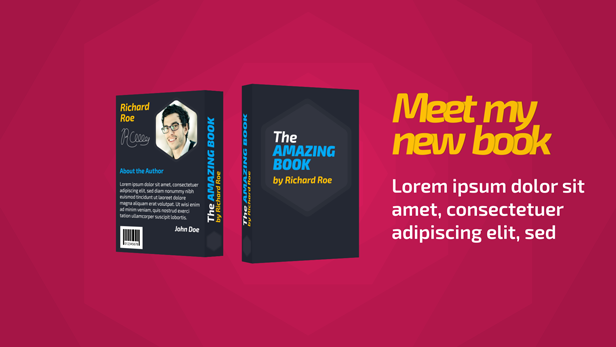 Richard
Roe
About the Author
Lorem ipsum dolor sit amet, consectetuer
adipiscing elit, sed diam nonummy nibh
euismod tincidunt ut laoreet dolore
magna aliquam erat volutpat. Ut wisi enim
ad minim veniam, quis nostrud exerci
tation ullamcorper suscipit lobortis.
John Doe
The AMAZING BOOK
by Richard Roe
The AMAZING BOOK
by Richard Roe
The
AMAZING
BOOK
by Richard Roe
Meet my
new book
Lorem ipsum dolor sit
amet, consectetuer
adipiscing elit, sed